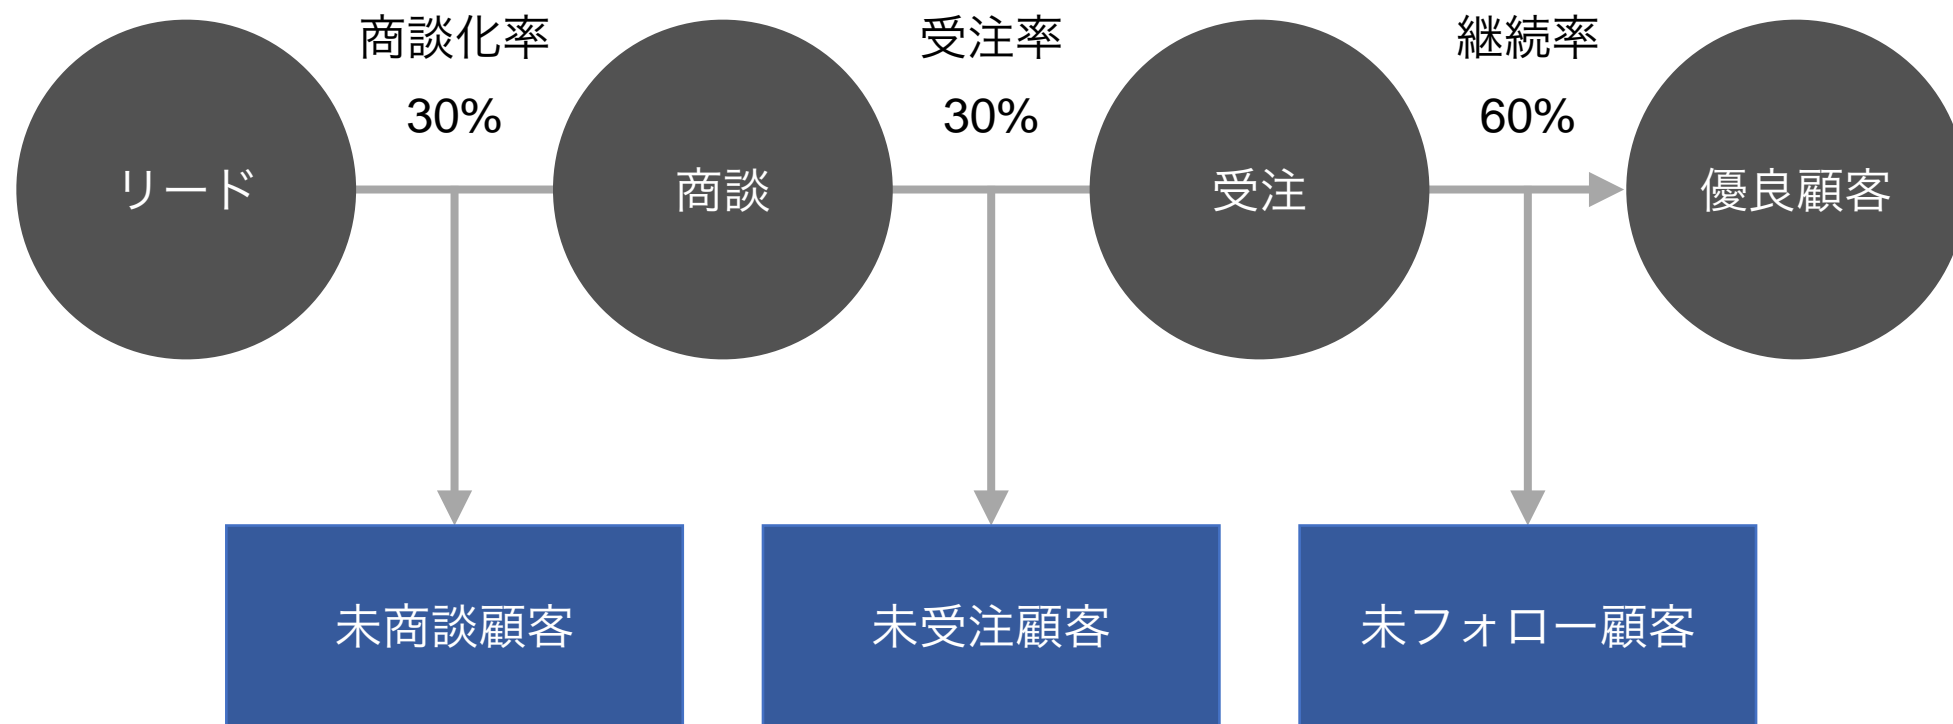 商談化率
30%
受注率
30%
継続率
60%
リード
商談
受注
優良顧客
未商談顧客
未受注顧客
未フォロー顧客